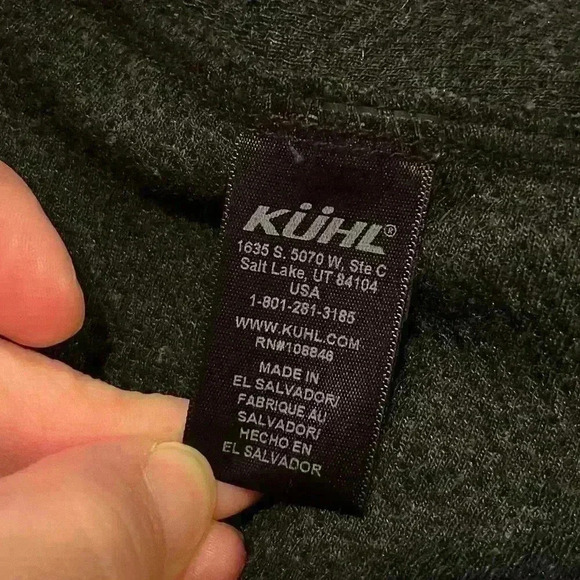 KÜHL®
1635 S. 5070 W, Ste C
Salt Lake, UT 84104
USA
1-801-281-3185
WWW.KUHL.COM
RN#106846
MADE IN
EL SALVADOR/
FABRIQUE AU
SALVADOR/
HECHO EN
EL SALVADOR